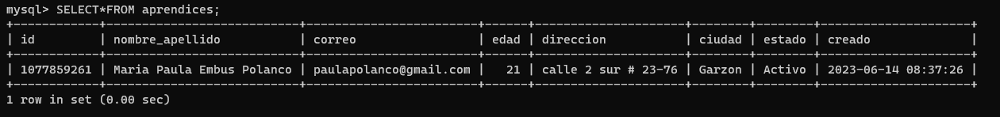 mysql> SELECT*FROM aprendices;
+------------+--------------------------+------------------------+------+--------------------+--------+--------+---------------------+
| id         | nombre_apellido          | correo                 | edad | direccion          | ciudad | estado | creado              |
+------------+--------------------------+------------------------+------+--------------------+--------+--------+---------------------+
| 1077859261 | Maria Paula Embus Polanco | paulapolanco@gmail.com |   21 | calle 2 sur # 23-76 | Garzon | Activo | 2023-06-14 08:37:26 |
+------------+--------------------------+------------------------+------+--------------------+--------+--------+---------------------+
1 row in set (0.00 sec)